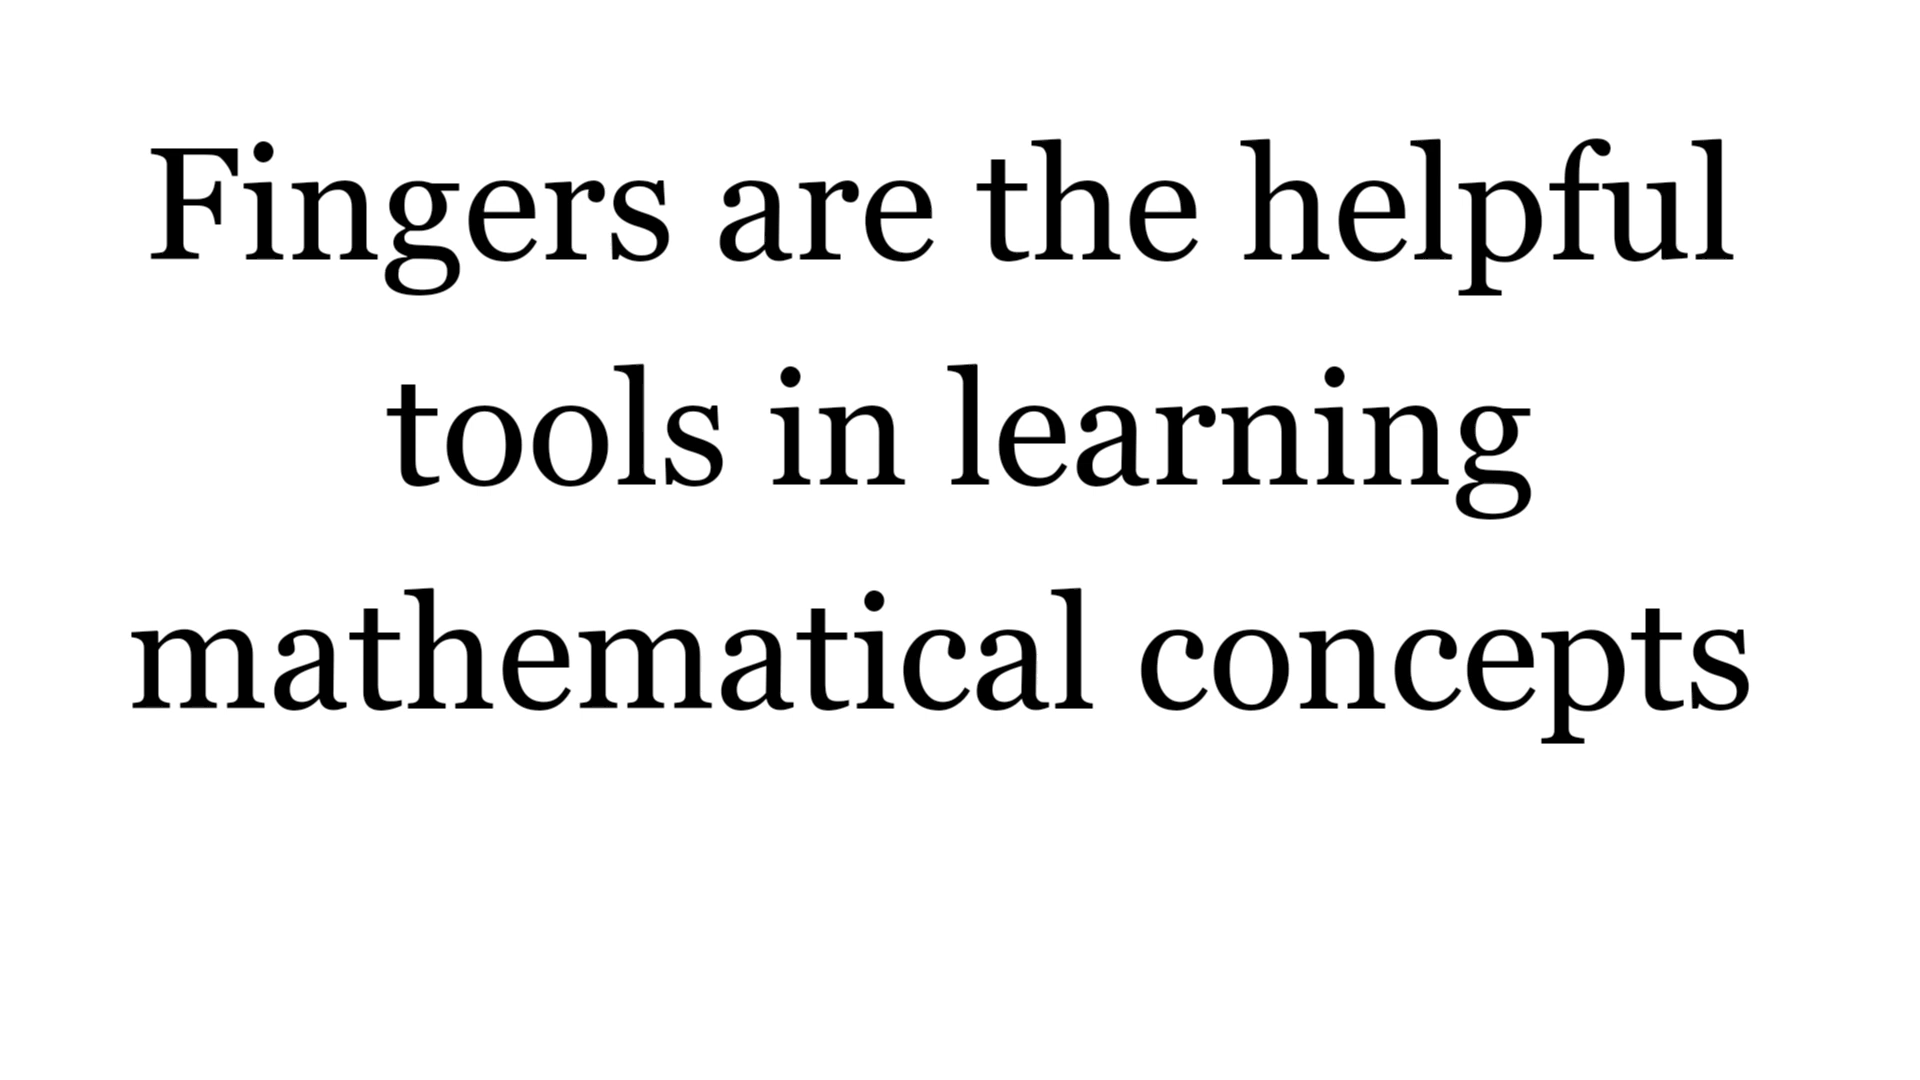 Fingers are the helpful
tools in learning
mathematical concepts